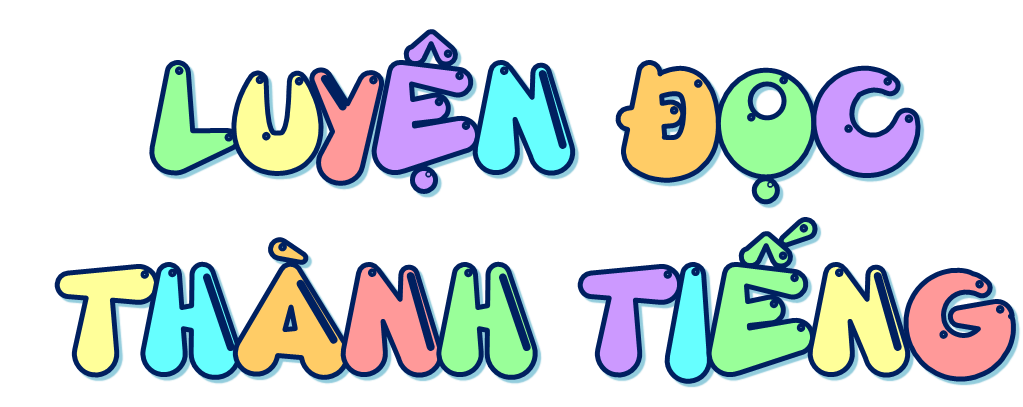 LUYỆN ĐỌC
THÀNH TIẾNG